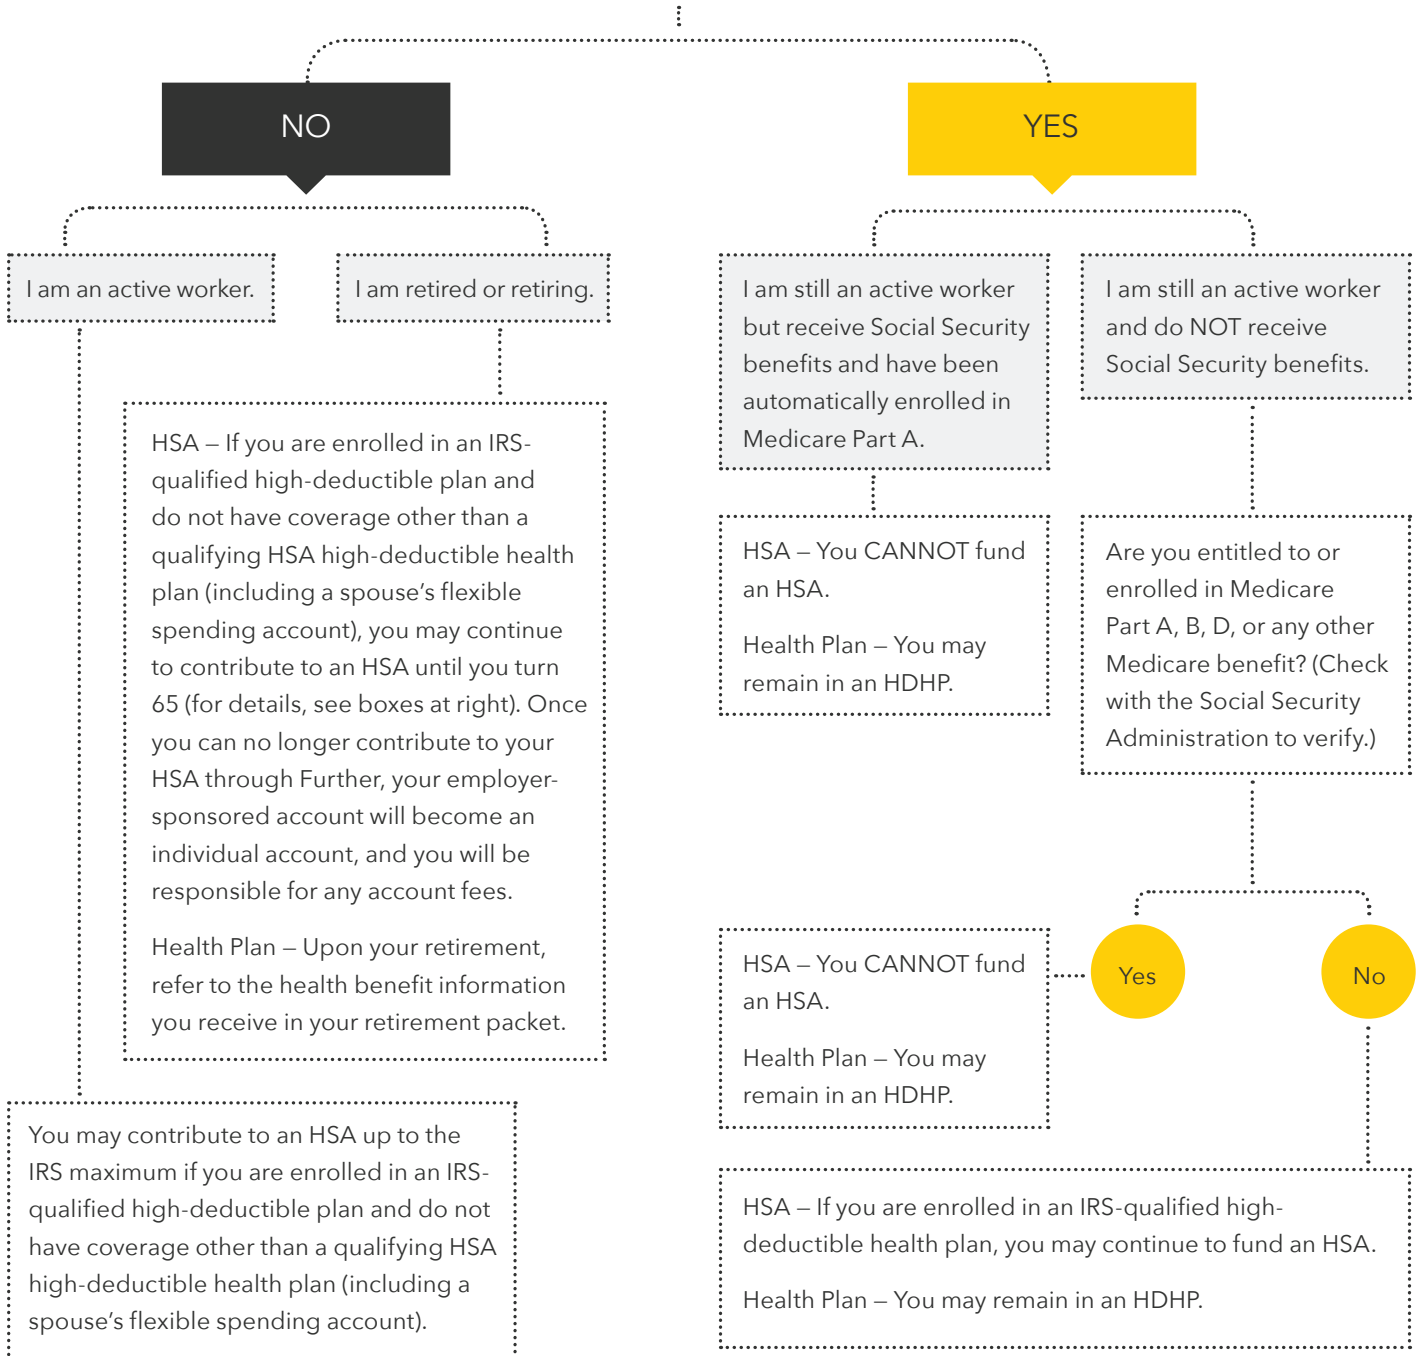 NO
YES
I am an active worker.
I am retired or retiring.
I am still an active worker
but receive Social Security
benefits and have been
automatically enrolled in
Medicare Part A.
I am still an active worker
and do NOT receive
Social Security benefits.
HSA – If you are enrolled in an IRS-
qualified high-deductible plan and
do not have coverage other than a
qualifying HSA high-deductible health
plan (including a spouse’s flexible
spending account), you may continue
to contribute to an HSA until you turn
65 (for details, see boxes at right). Once
you can no longer contribute to your
HSA through Further, your employer-
sponsored account will become an
individual account, and you will be
responsible for any account fees.
Health Plan – Upon your retirement,
refer to the health benefit information
you receive in your retirement packet.
HSA – You CANNOT fund
an HSA.
Health Plan – You may
remain in an HDHP.
Are you entitled to or
enrolled in Medicare
Part A, B, D, or any other
Medicare benefit? (Check
with the Social Security
Administration to verify.)
HSA – You CANNOT fund
an HSA.
Health Plan – You may
remain in an HDHP.
Yes
No
You may contribute to an HSA up to the
IRS maximum if you are enrolled in an IRS-
qualified high-deductible plan and do not
have coverage other than a qualifying HSA
high-deductible health plan (including a
spouse’s flexible spending account).
HSA – If you are enrolled in an IRS-qualified high-
deductible health plan, you may continue to fund an HSA.
Health Plan – You may remain in an HDHP.